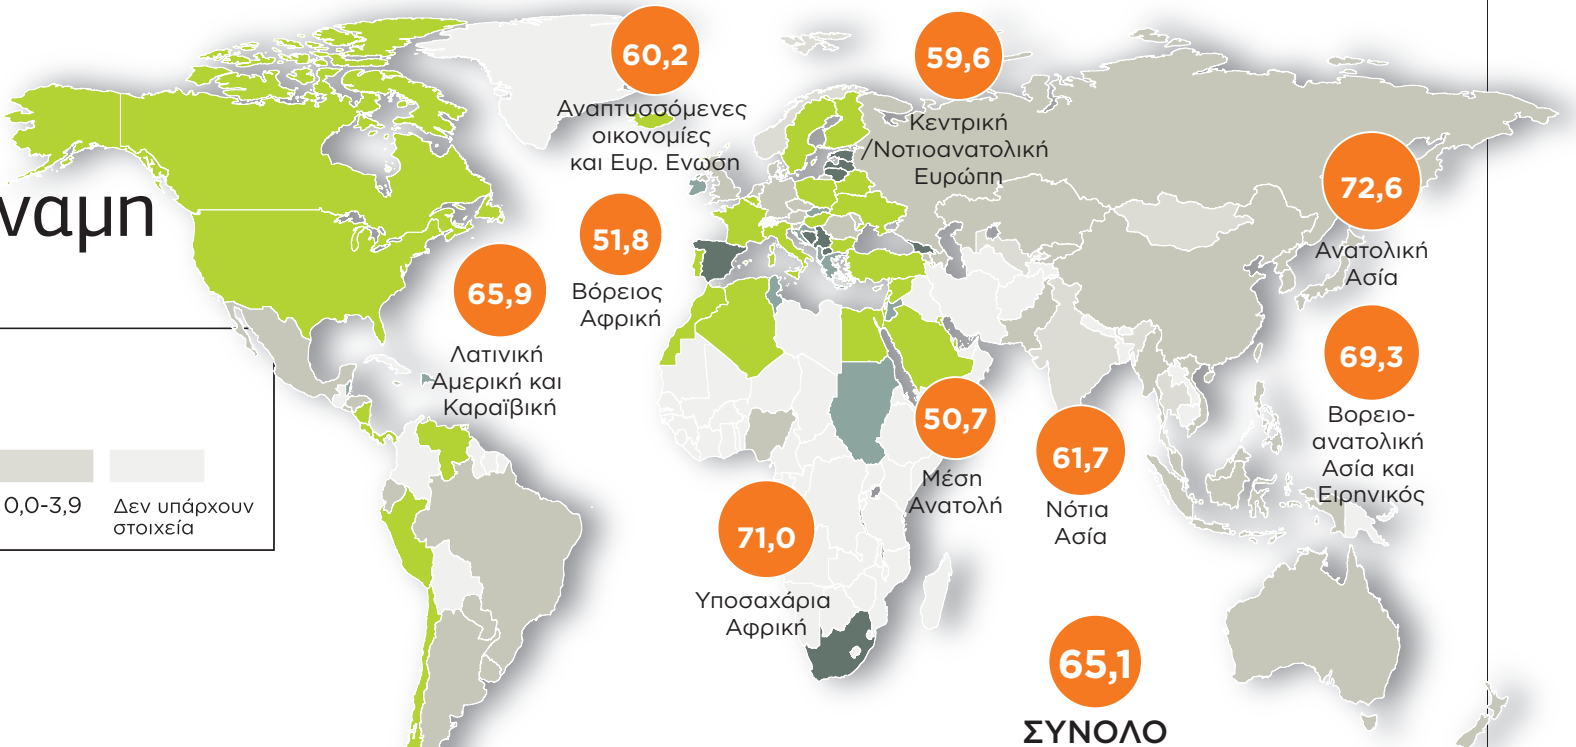 ναμη
60,2
Αναπτυσσόμενες
οικονομίες
και Ευρ. Ενωση
59,6
Κεντρική
/Νοτιοανατολική
Ευρώπη
72,6
Ανατολική
Ασία
51,8
Βόρειος
Αφρική
65,9
Λατινική
Αμερική και
Καραϊβική
69,3
Βορειο-
ανατολική
Ασία και
Ειρηνικός
50,7
Μέση
Ανατολή
61,7
Νότια
Ασία
71,0
Υποσαχάρια
Αφρική
0,0-3,9
Δεν υπάρχουν
στοιχεία
65,1
ΣΥΝΟΛΟ